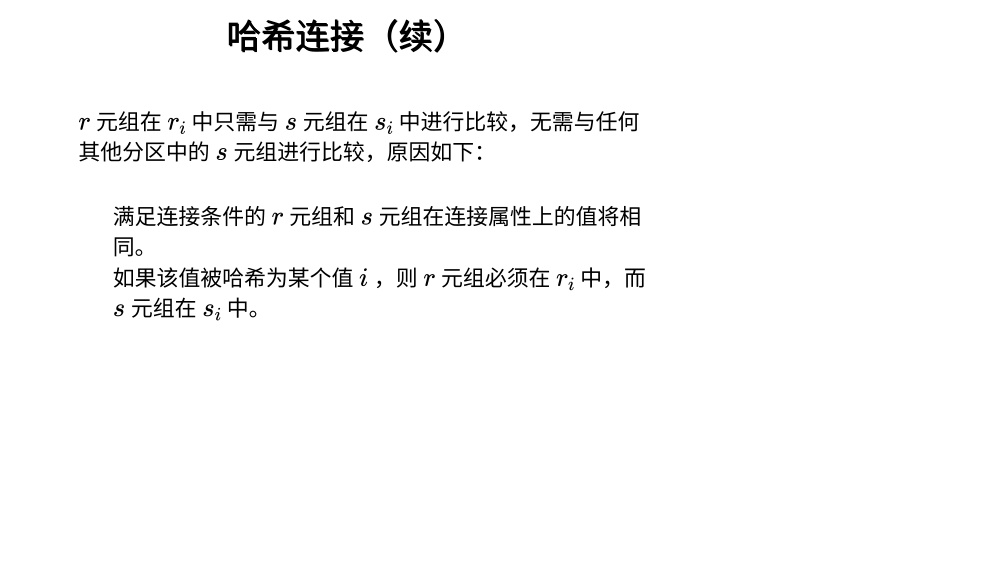 哈希连接（续）
r 元组在 r_i 中只需与 s 元组在 s_i 中进行比较，无需与任何
其他分区中的 s 元组进行比较，原因如下：
满足连接条件的 r 元组和 s 元组在连接属性上的值将相
同。
如果该值被哈希为某个值 i ，则 r 元组必须在 r_i 中，而
s 元组在 s_i 中。